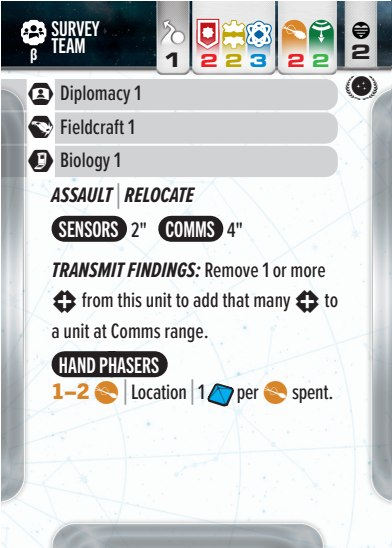 SURVEY
TEAM
β
1 2 2 3 2 2 2
Diplomacy 1
Fieldcraft 1
Biology 1
ASSAULT | RELOCATE
SENSORS 2" COMMS 4"
TRANSMIT FINDINGS: Remove 1 or more
from this unit to add that many to
a unit at Comms range.
HAND PHASERS
1–2 | Location | 1 per spent.